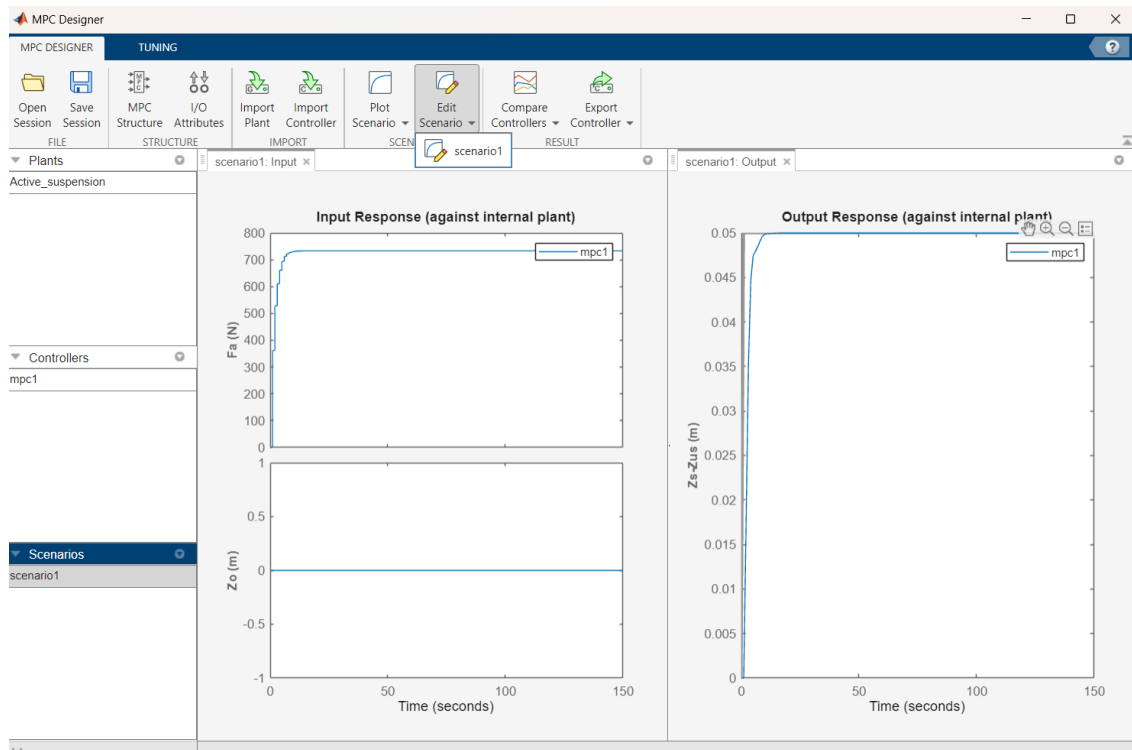 MPC Designer
MPC DESIGNER TUNING
Open Session
Save Session
MPC Structure
I/O Attributes
Import Plant
Import Controller
Plot Scenario
Edit Scenario
Compare Controllers
Export Controller
FILE STRUCTURE IMPORT SCEN RESULT
scenario1
Plants
Active_suspension
Controllers
mpc1
Scenarios
scenario1
scenario1: Input
Input Response (against internal plant)
mpc1
Fa (N)
800
700
600
500
400
300
200
100
0
Zo (m)
1
0.5
0
-0.5
-1
0 50 100 150
Time (seconds)
scenario1: Output
Output Response (against internal plant)
mpc1
Zs-Zus (m)
0.05
0.045
0.04
0.035
0.03
0.025
0.02
0.015
0.01
0.005
0
0 50 100 150
Time (seconds)